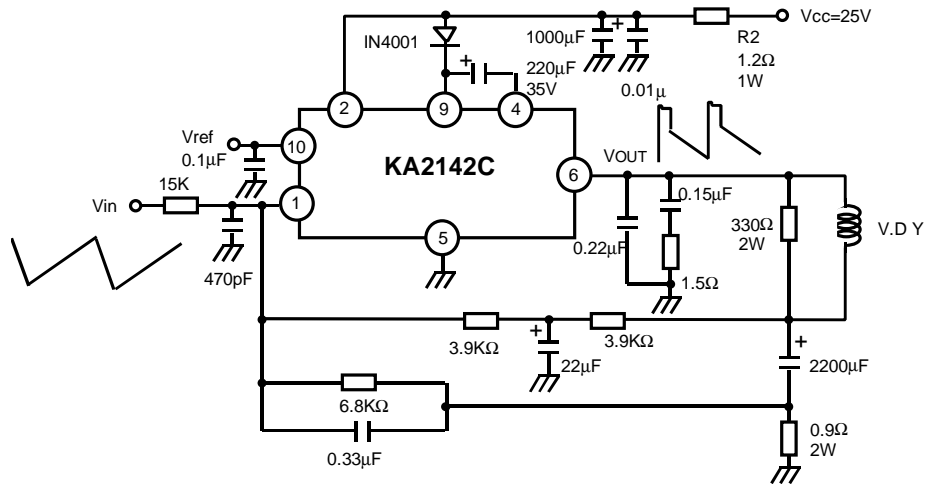 Vcc=25V
IN4001
1000µF
+
R2
1.2Ω
1W
+
220µF
35V
0.01µ
2
9
4
Vref
0.1µF
10
KA2142C
VOUT
6
15K
Vin
1
0.15µF
330Ω
2W
V.D Y
0.22µF
5
470pF
1.5Ω
3.9KΩ
+
22µF
3.9KΩ
+
2200µF
6.8KΩ
0.33µF
0.9Ω
2W